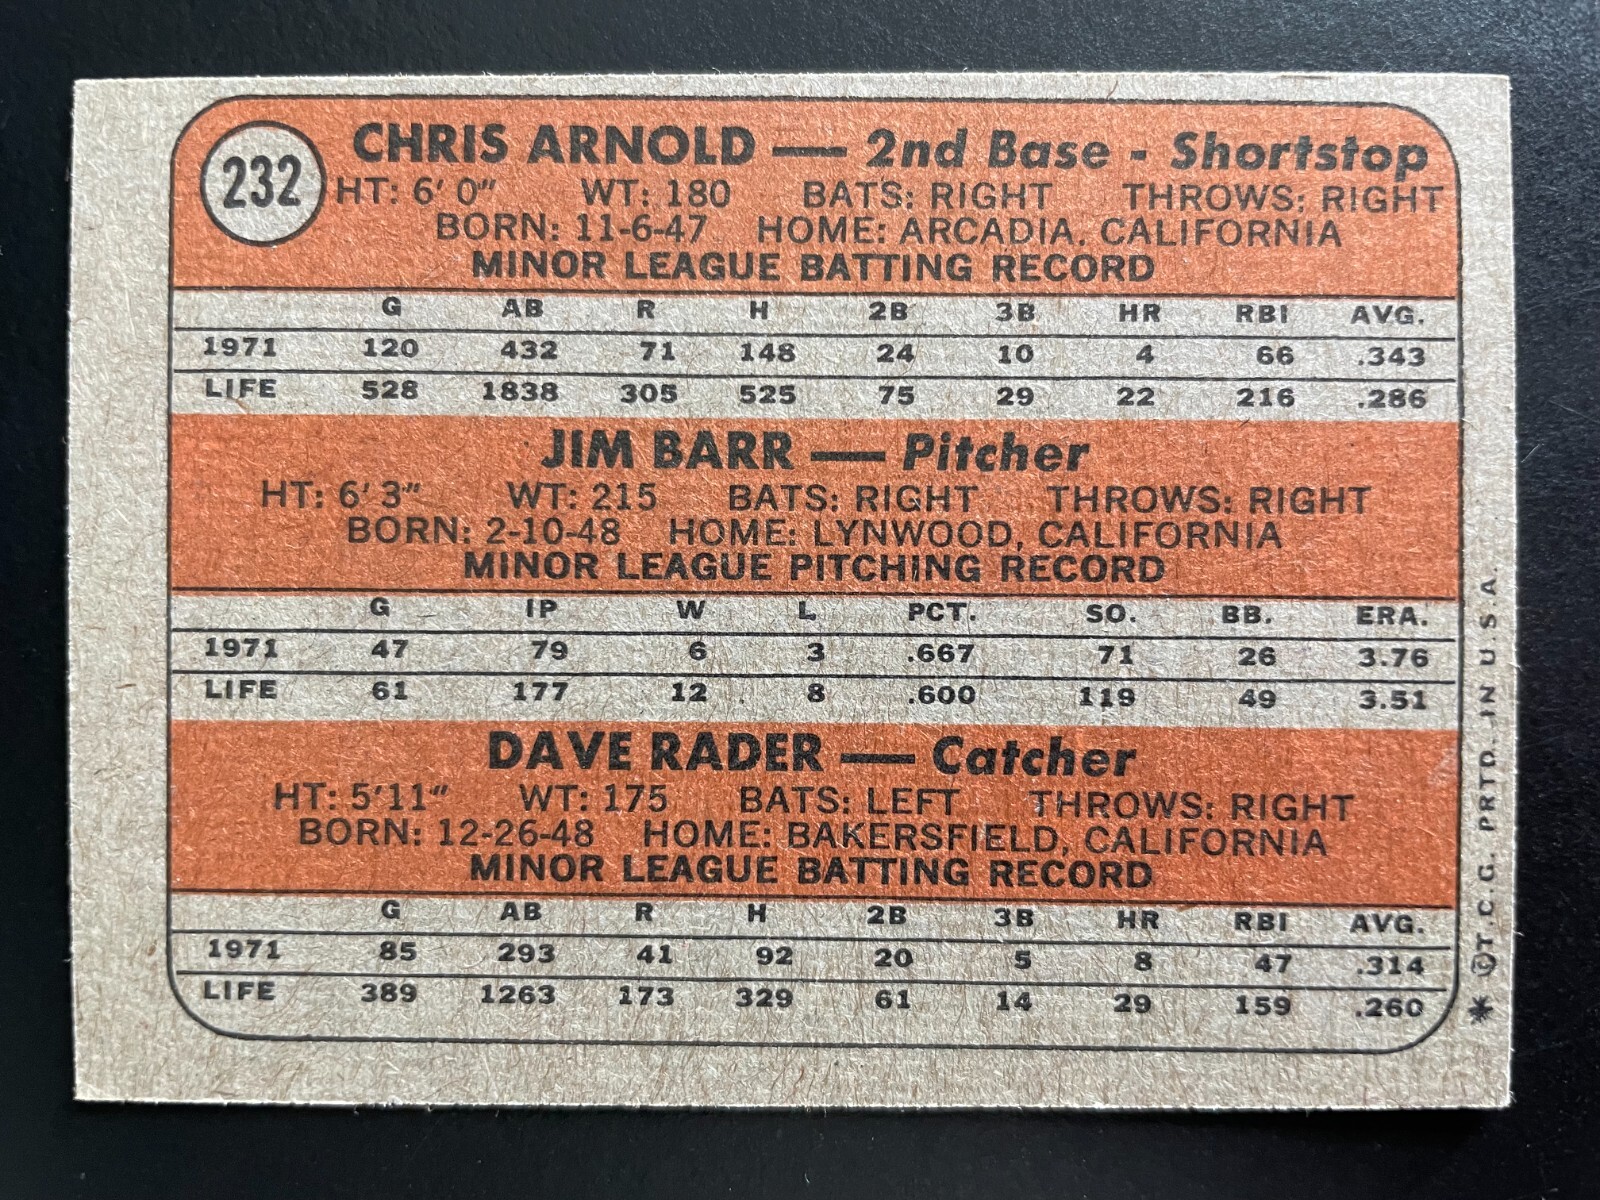 232
CHRIS ARNOLD — 2nd Base - Shortstop
HT: 6' 0" WT: 180 BATS: RIGHT THROWS: RIGHT
BORN: 11-6-47 HOME: ARCADIA, CALIFORNIA
MINOR LEAGUE BATTING RECORD
G AB R H 2B 3B HR RBI AVG.
1971 120 432 71 148 24 10 4 66 .343
LIFE 528 1838 305 525 75 29 22 216 .286
JIM BARR — Pitcher
HT: 6' 3" WT: 215 BATS: RIGHT THROWS: RIGHT
BORN: 2-10-48 HOME: LYNWOOD, CALIFORNIA
MINOR LEAGUE PITCHING RECORD
G IP W L PCT. SO. BB. ERA.
1971 47 79 6 3 .667 71 26 3.76
LIFE 61 177 12 8 .600 119 49 3.51
DAVE RADER — Catcher
HT: 5'11" WT: 175 BATS: LEFT THROWS: RIGHT
BORN: 12-26-48 HOME: BAKERSFIELD, CALIFORNIA
MINOR LEAGUE BATTING RECORD
G AB R H 2B 3B HR RBI AVG.
1971 85 293 41 92 20 5 8 47 .314
LIFE 389 1263 173 329 61 14 29 159 .260
* ©T.C.G. PRTD. IN U.S.A.